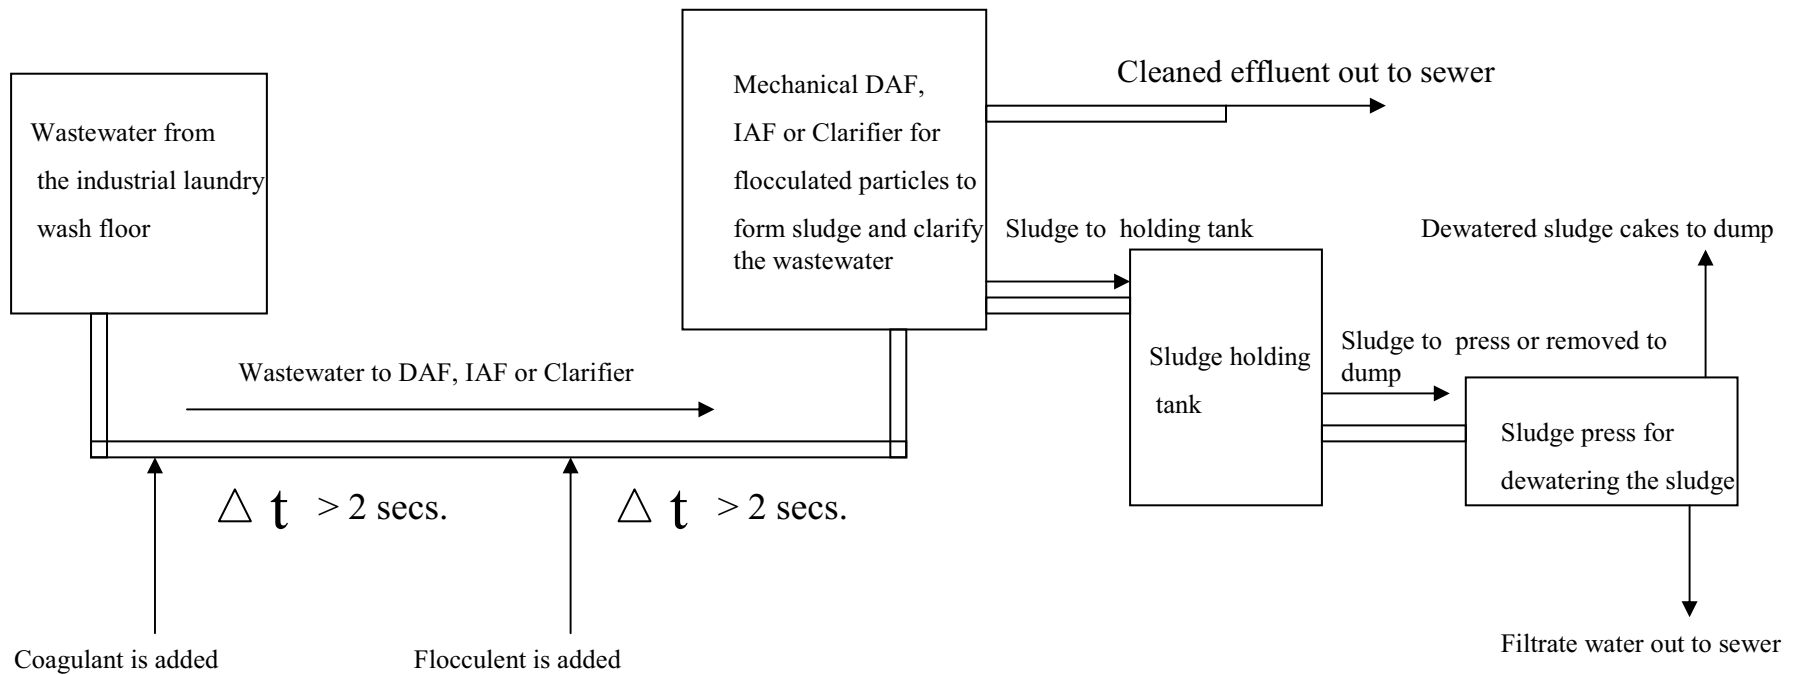 Wastewater from
the industrial laundry
wash floor
Mechanical DAF,
IAF or Clarifier for
flocculated particles to
form sludge and clarify
the wastewater
Cleaned effluent out to sewer
Sludge to holding tank
Dewatered sludge cakes to dump
Wastewater to DAF, IAF or Clarifier
Sludge holding
tank
Sludge to press or removed to
dump
Sludge press for
dewatering the sludge
△ t > 2 secs.
△ t > 2 secs.
Coagulant is added
Flocculent is added
Filtrate water out to sewer